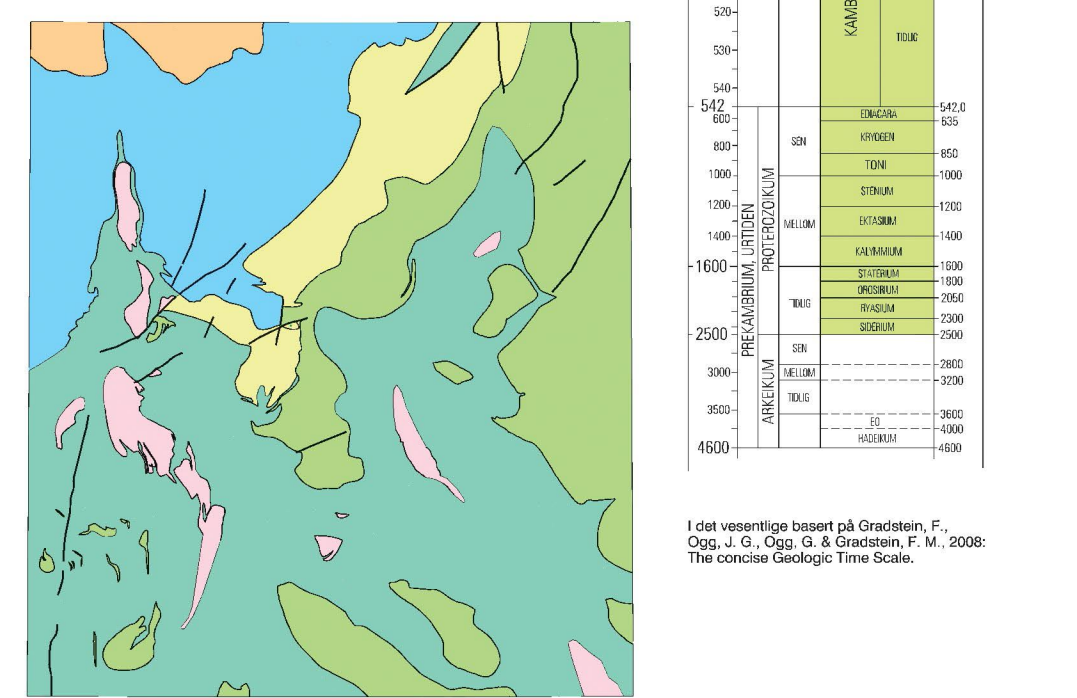 520
KAMB
TIDLIG
530
540
542
542,0
EDIACARA
600
635
SEN
KRYOGEN
800
850
TONI
1000
1000
STENIUM
1200
1200
PREKAMBRIUM, URTIDEN
PROTEROZOIKUM
MELLOM
EKTASIUM
1400
1400
KALYMMIUM
1600
1600
STATERIUM
1800
OROSIRIUM
2050
TIDLIG
RYASIUM
2300
SIDERIUM
2500
2500
ARKEIKUM
SEN
2800
3000
MELLOM
3200
TIDLIG
3500
3600
EO
4000
HADEIKUM
4600
4600
I det vesentlige basert på Gradstein, F.,
Ogg, J. G., Ogg, G. & Gradstein, F. M., 2008:
The concise Geologic Time Scale.